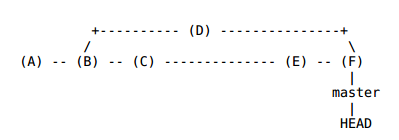 +---------- (D) ---------------+
/ \
(A) -- (B) -- (C) -------------- (E) -- (F)
|
master
|
HEAD